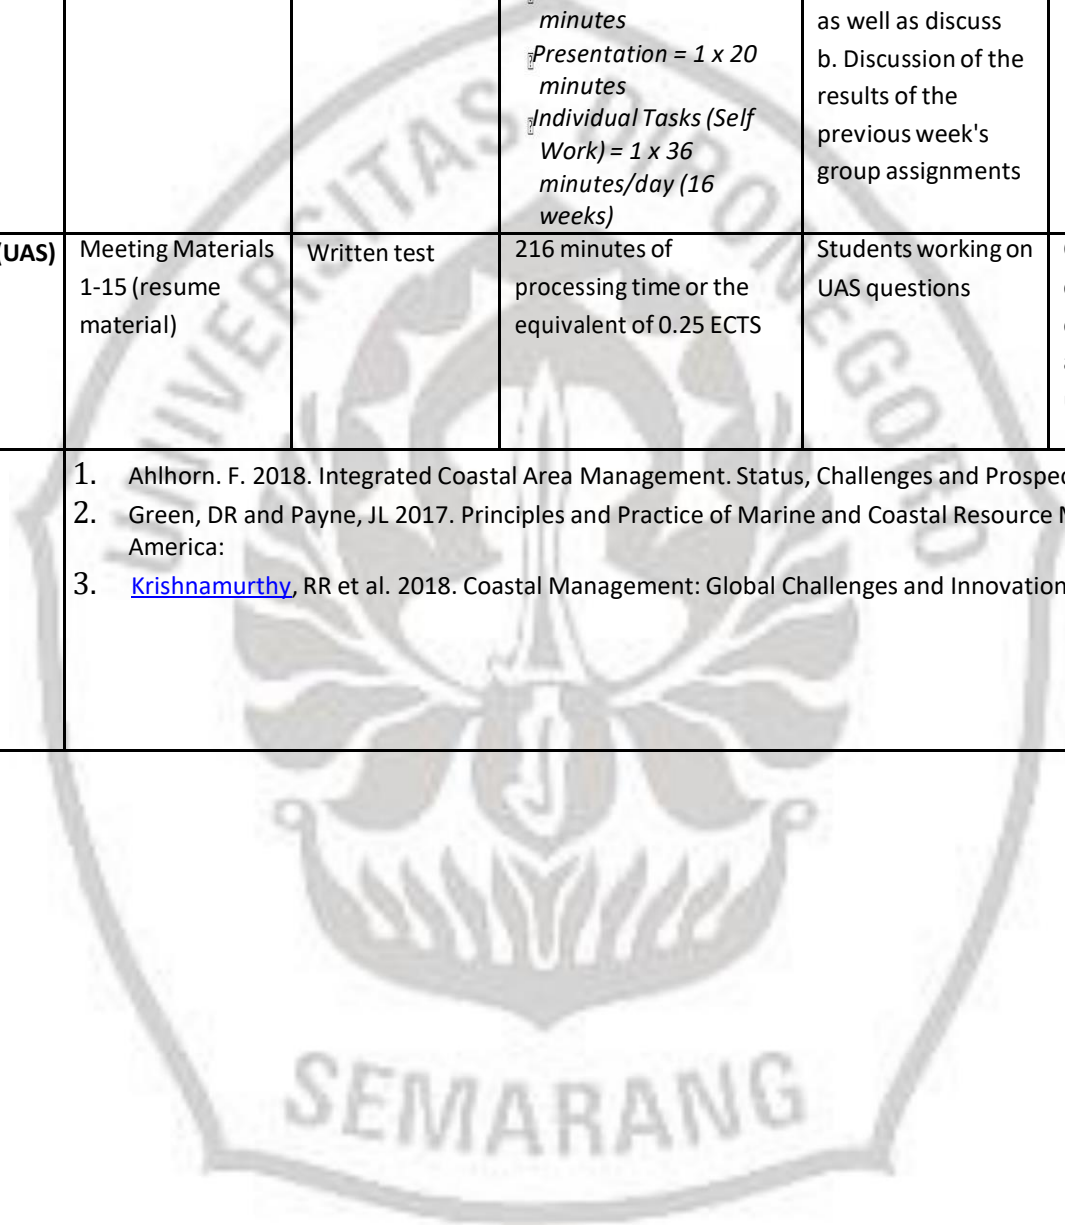 minutes
Presentation = 1 x 20
minutes
Individual Tasks (Self
Work) = 1 x 36
minutes/day (16
weeks)
as well as discuss
b. Discussion of the
results of the
previous week's
group assignments
(UAS)
Meeting Materials
1-15 (resume
material)
Written test
216 minutes of
processing time or the
equivalent of 0.25 ECTS
Students working on
UAS questions
1. Ahlhorn. F. 2018. Integrated Coastal Area Management. Status, Challenges and Prospec
2. Green, DR and Payne, JL 2017. Principles and Practice of Marine and Coastal Resource
America:
3. Krishnamurthy, RR et al. 2018. Coastal Management: Global Challenges and Innovation
UNIVERSITAS DIPONEGORO
SEMARANG